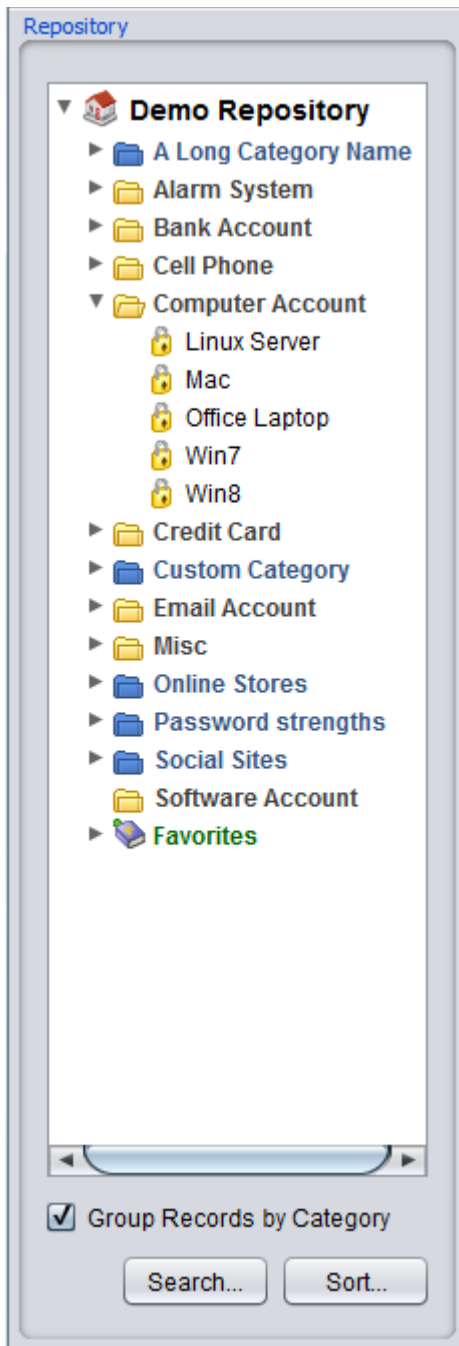 Repository
Demo Repository
A Long Category Name
Alarm System
Bank Account
Cell Phone
Computer Account
Linux Server
Mac
Office Laptop
Win7
Win8
Credit Card
Custom Category
Email Account
Misc
Online Stores
Password strengths
Social Sites
Software Account
Favorites
Group Records by Category
Search... Sort...